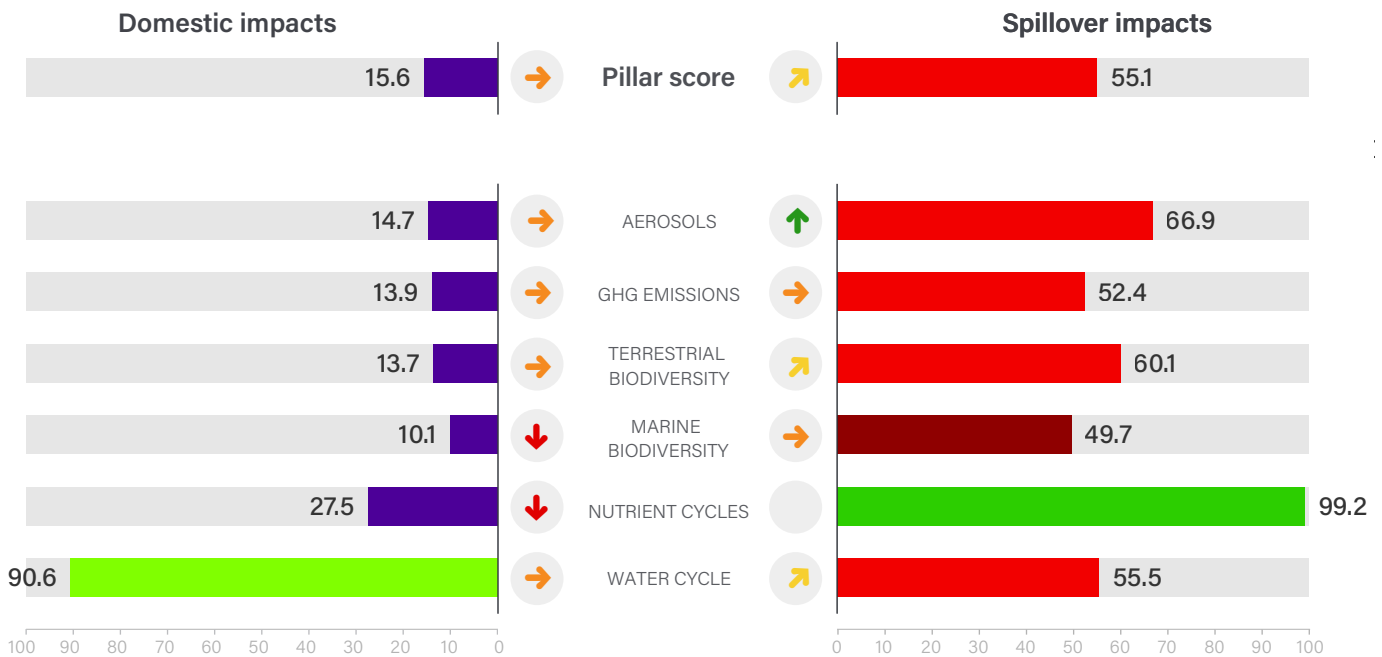 Domestic impacts
Spillover impacts
15.6 Pillar score 55.1
14.7 AEROSOLS 66.9
13.9 GHG EMISSIONS 52.4
13.7 TERRESTRIAL BIODIVERSITY 60.1
10.1 MARINE BIODIVERSITY 49.7
27.5 NUTRIENT CYCLES 99.2
90.6 WATER CYCLE 55.5
100 90 80 70 60 50 40 30 20 10 0
0 10 20 30 40 50 60 70 80 90 100